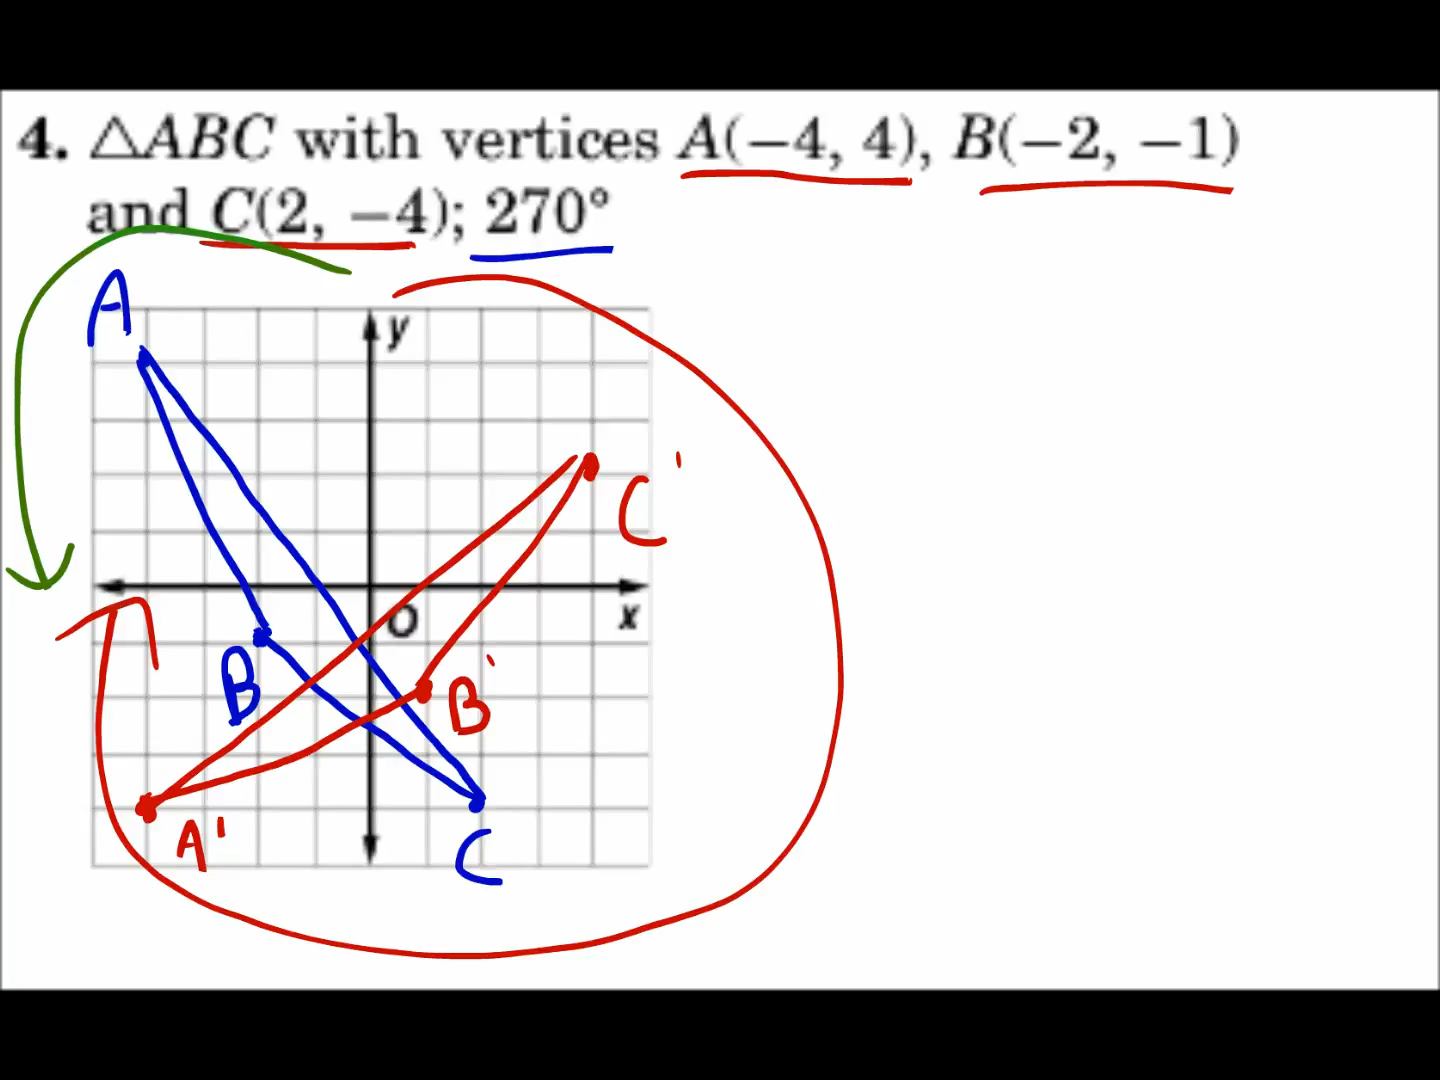 4. △ABC with vertices A(−4, 4), B(−2, −1)
and C(2, −4); 270°
A
y
C'
O
x
B
B'
A'
C